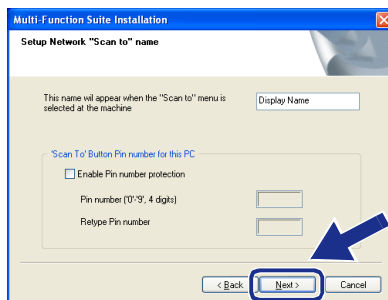 Multi-Function Suite Installation
Setup Network "Scan to" name
This name wil appear when the "Scan to" menu is
selected at the machine
Display Name
'Scan To' Button Pin number for this PC
Enable Pin number protection
Pin number ('0'-'9', 4 digits)
Retype Pin number
< Back
Next >
Cancel